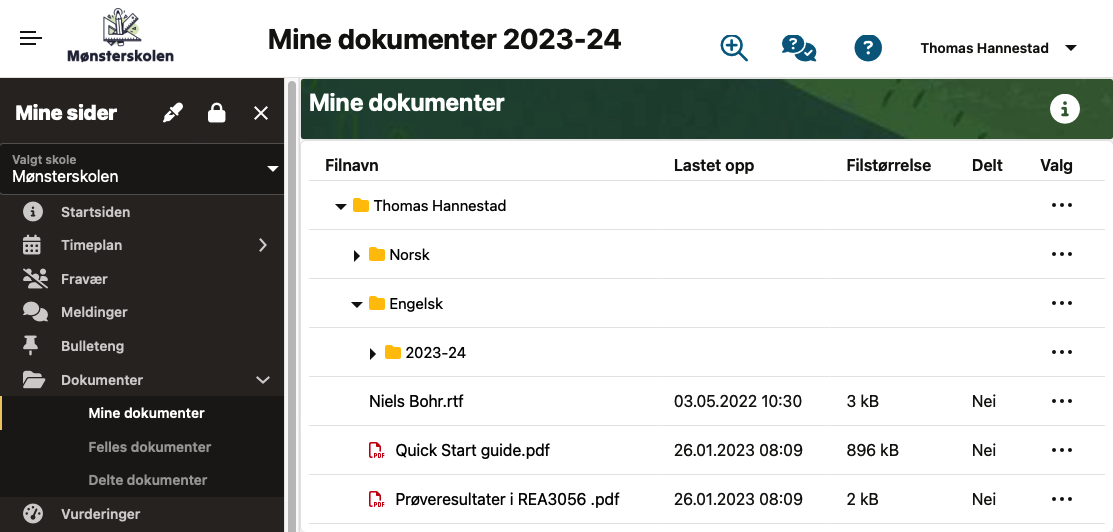 Mønsterskolen
Mine dokumenter 2023-24
Thomas Hannestad
Mine sider
Valgt skole
Mønsterskolen
Startsiden
Timeplan
Fravær
Meldinger
Bulleteng
Dokumenter
Mine dokumenter
Felles dokumenter
Delte dokumenter
Vurderinger
Mine dokumenter
Filnavn Lastet opp Filstørrelse Delt Valg
Thomas Hannestad
Norsk
Engelsk
2023-24
Niels Bohr.rtf 03.05.2022 10:30 3 kB Nei
PDF Quick Start guide.pdf 26.01.2023 08:09 896 kB Nei
PDF Prøveresultater i REA3056 .pdf 26.01.2023 08:09 2 kB Nei